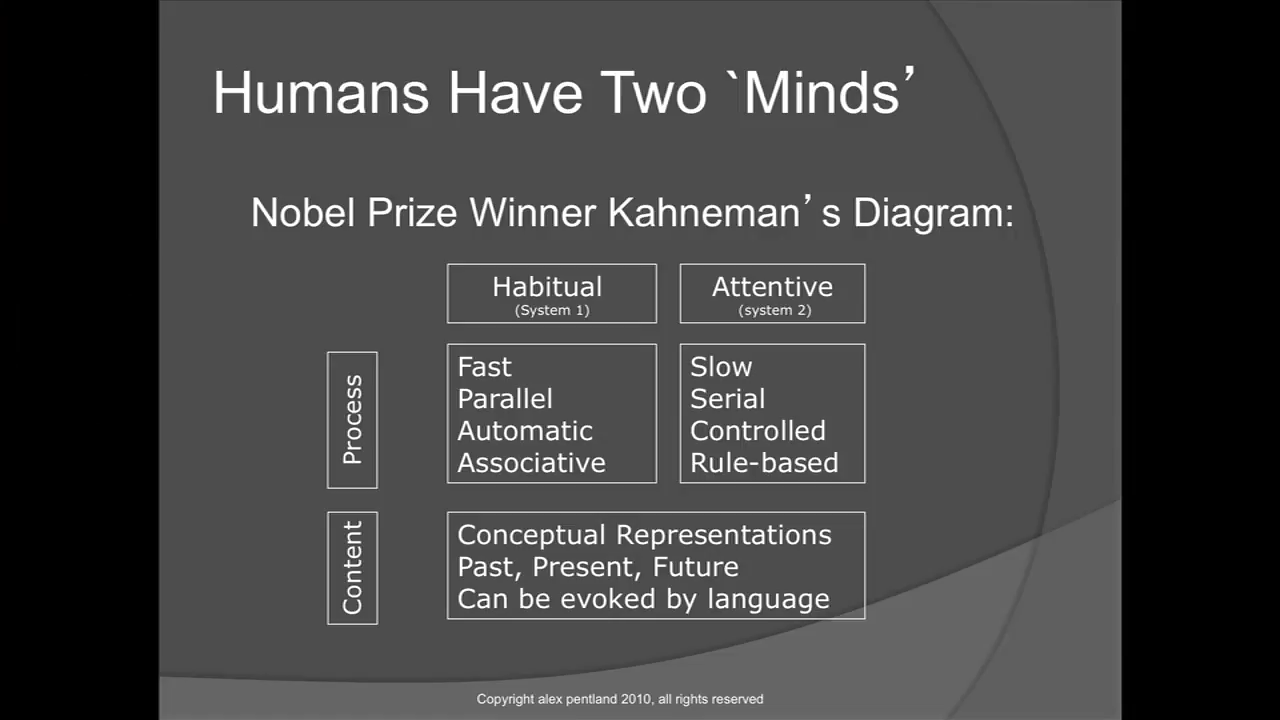 Humans Have Two `Minds’
Nobel Prize Winner Kahneman’s Diagram:
Habitual
(System 1)
Attentive
(system 2)
Process
Fast
Parallel
Automatic
Associative
Slow
Serial
Controlled
Rule-based
Content
Conceptual Representations
Past, Present, Future
Can be evoked by language
Copyright alex pentland 2010, all rights reserved